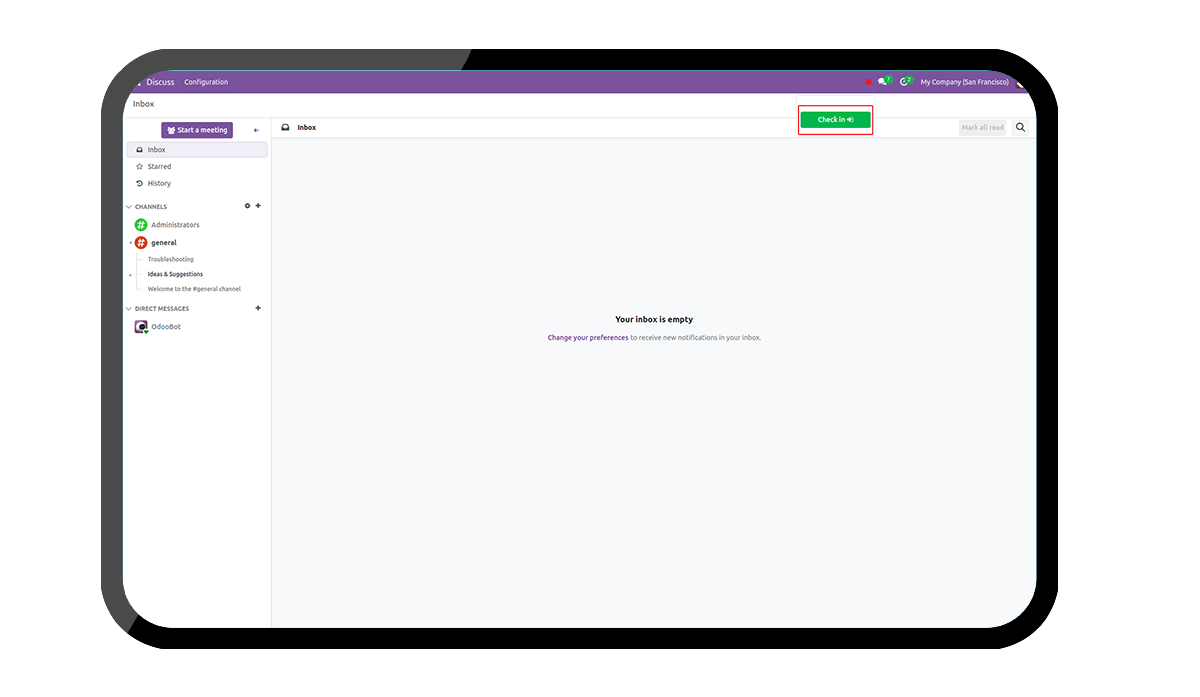 Discuss Configuration 7 2 My Company (San Francisco)
Inbox
Start a meeting
Inbox
Check in
Mark all read
Inbox
Starred
History
CHANNELS
Administrators
general
Troubleshooting
Ideas & Suggestions
Welcome to the #general channel
DIRECT MESSAGES
OdooBot
Your inbox is empty
Change your preferences to receive new notifications in your inbox.